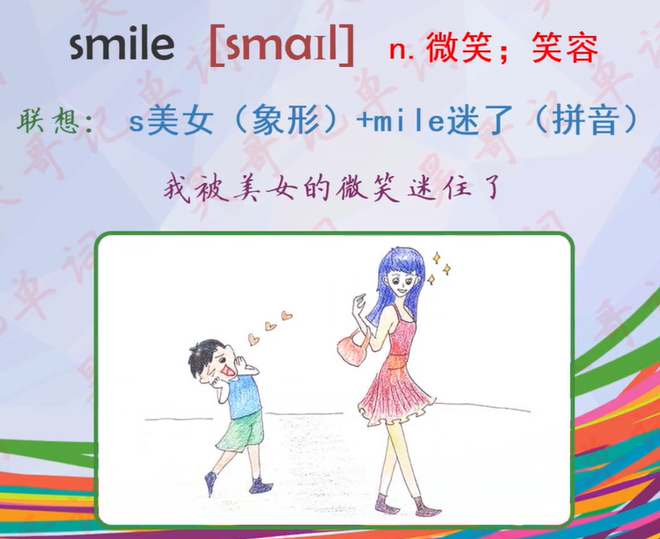 smile [smaɪl] n.微笑；笑容
联想： s美女（象形）+mile迷了（拼音）
我被美女的微笑迷住了